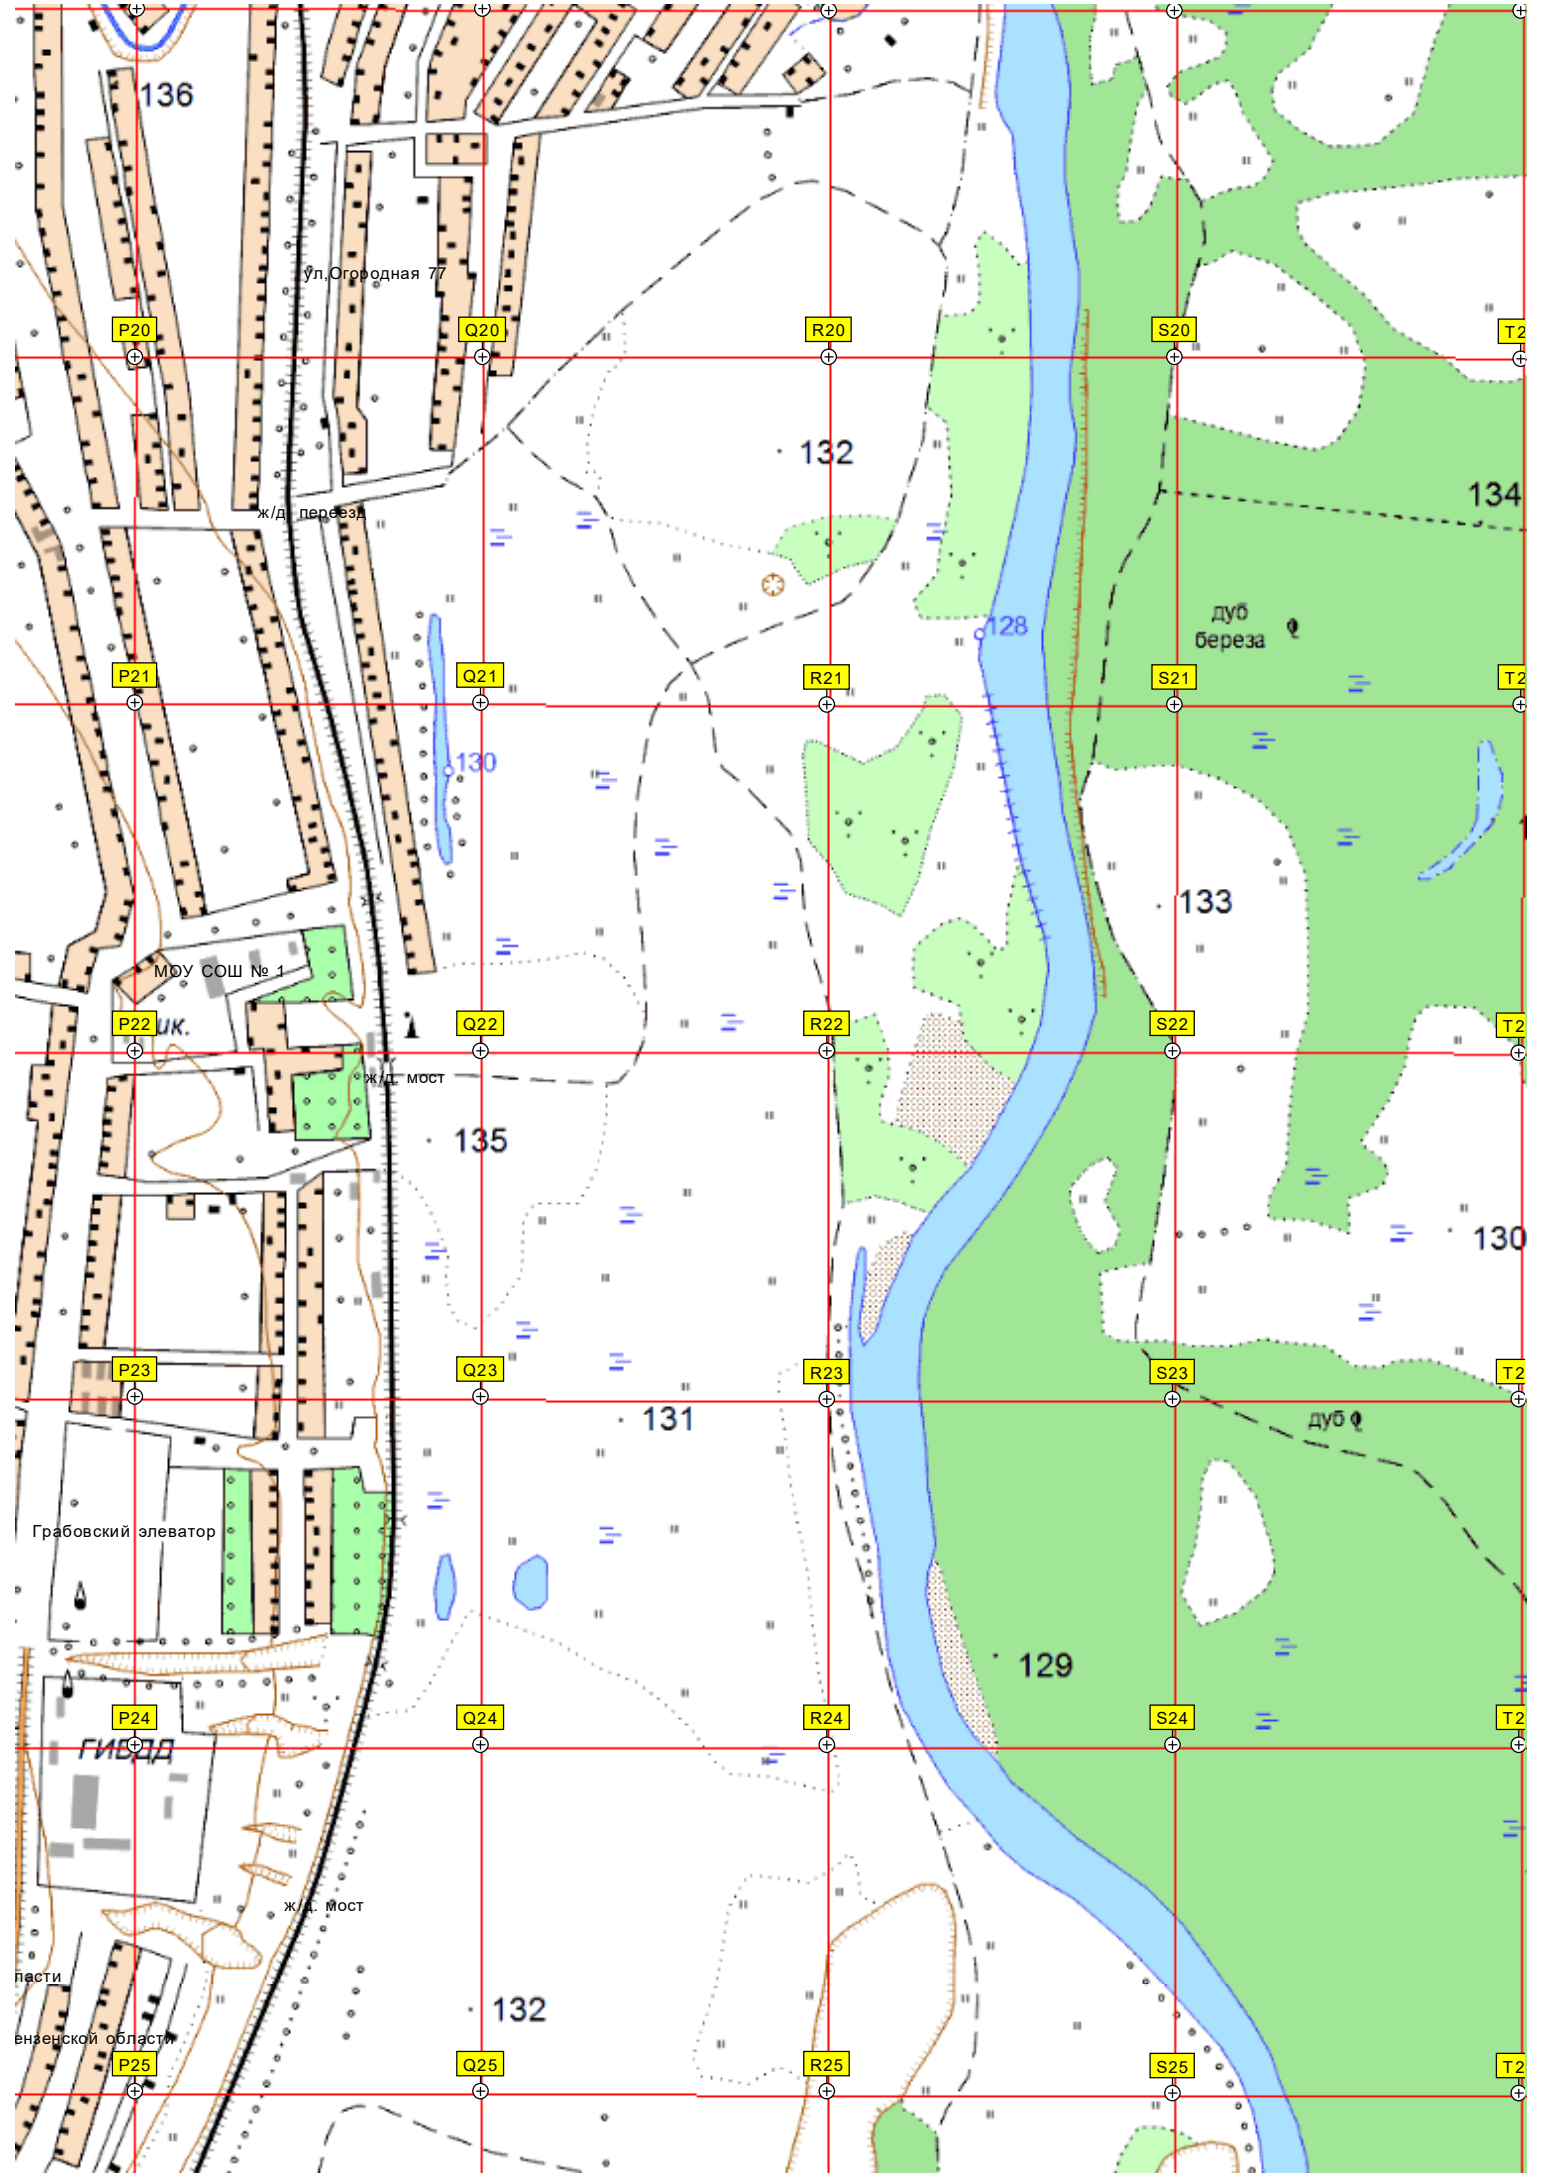 136
ул,Огородная 77
P20
Q20
R20
S20
T2
132
134
ж/д. переезд
дуб
береза
128
P21
Q21
R21
S21
T2
130
133
МОУ СОШ № 1
P22
ик.
Q22
R22
S22
T2
ж/д. мост
135
130
P23
Q23
R23
S23
T2
131
дуб
Грабовский элеватор
129
P24
Q24
R24
S24
T2
ГИБДД
ж/д. мост
ласти
132
ензенской области
P25
Q25
R25
S25
T2